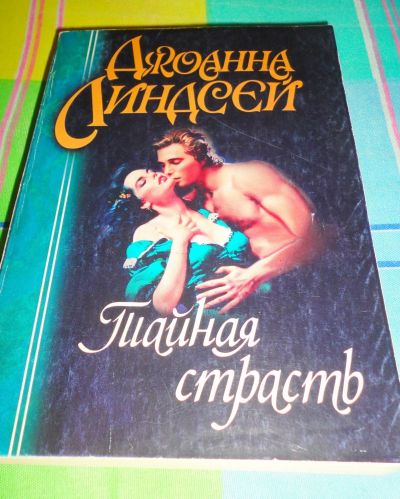 Джоанна
Линдсей
Тайная
страсть